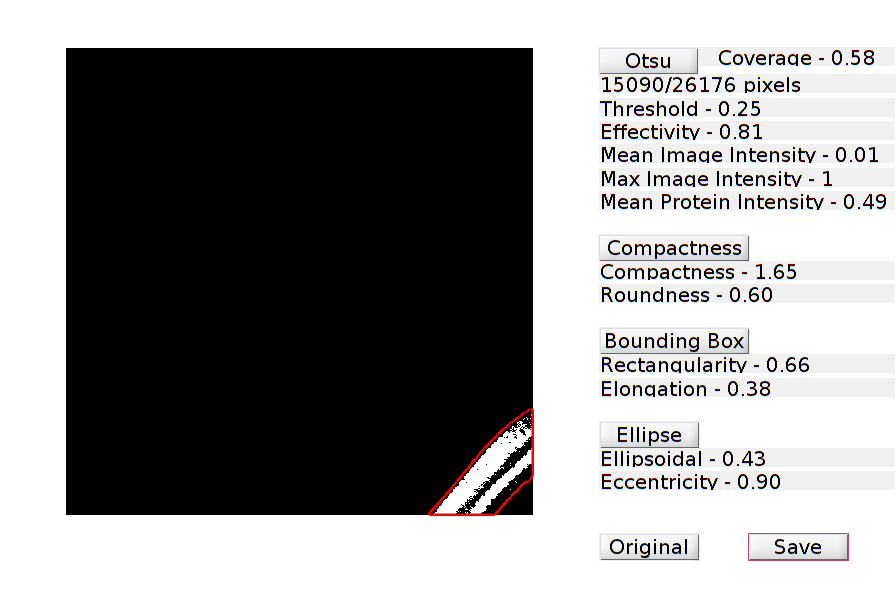 Otsu Coverage - 0.58
15090/26176 pixels
Threshold - 0.25
Effectivity - 0.81
Mean Image Intensity - 0.01
Max Image Intensity - 1
Mean Protein Intensity - 0.49
Compactness
Compactness - 1.65
Roundness - 0.60
Bounding Box
Rectangularity - 0.66
Elongation - 0.38
Ellipse
Ellipsoidal - 0.43
Eccentricity - 0.90
Original Save